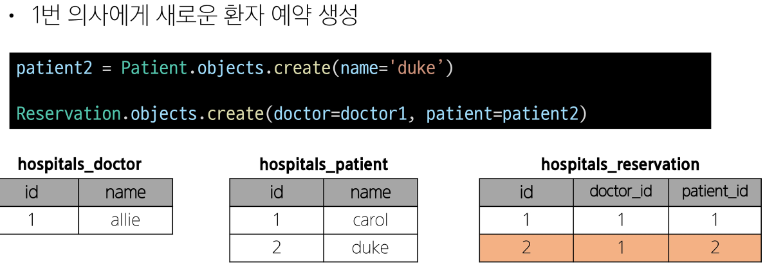 • 1번 의사에게 새로운 환자 예약 생성
patient2 = Patient.objects.create(name='duke’)
Reservation.objects.create(doctor=doctor1, patient=patient2)
hospitals_doctor
id name
1 allie
hospitals_patient
id name
1 carol
2 duke
hospitals_reservation
id doctor_id patient_id
1 1 1
2 1 2